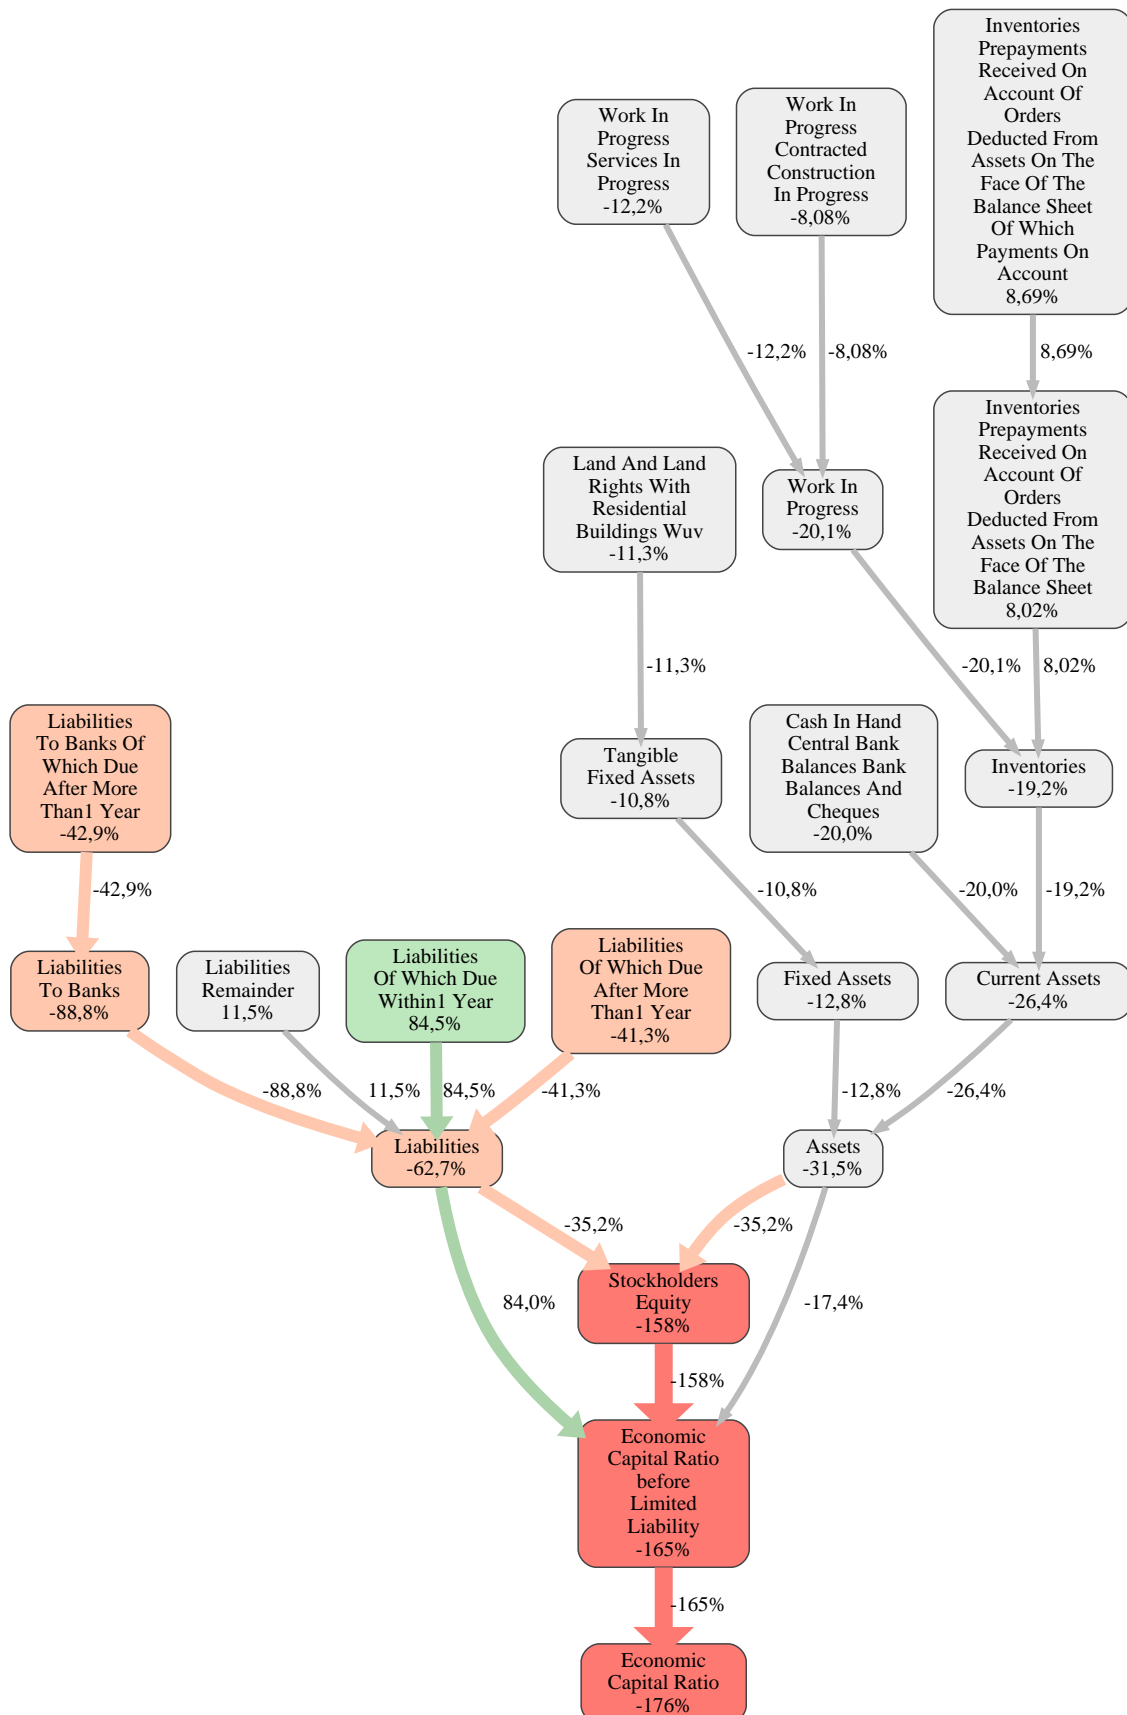 Inventories
Prepayments
Received On
Account Of
Orders
Deducted From
Assets On The
Face Of The
Balance Sheet
Of Which
Payments On
Account
8,69%
Work In
Progress
Services In
Progress
-12,2%
Work In
Progress
Contracted
Construction
In Progress
-8,08%
-12,2%
-8,08%
8,69%
Inventories
Prepayments
Received On
Account Of
Orders
Deducted From
Assets On The
Face Of The
Balance Sheet
8,02%
Land And Land
Rights With
Residential
Buildings Wuv
-11,3%
Work In
Progress
-20,1%
-11,3%
-20,1%
8,02%
Liabilities
To Banks Of
Which Due
After More
Than1 Year
-42,9%
Tangible
Fixed Assets
-10,8%
Cash In Hand
Central Bank
Balances Bank
Balances And
Cheques
-20,0%
Inventories
-19,2%
-42,9%
-10,8%
-20,0%
-19,2%
Liabilities
To Banks
-88,8%
Liabilities
Remainder
11,5%
Liabilities
Of Which Due
Within1 Year
84,5%
Liabilities
Of Which Due
After More
Than1 Year
-41,3%
Fixed Assets
-12,8%
Current Assets
-26,4%
-88,8%
11,5%
84,5%
-41,3%
-12,8%
-26,4%
Liabilities
-62,7%
Assets
-31,5%
-35,2%
-35,2%
84,0%
Stockholders
Equity
-158%
-17,4%
-158%
Economic
Capital Ratio
before
Limited
Liability
-165%
-165%
Economic
Capital Ratio
-176%